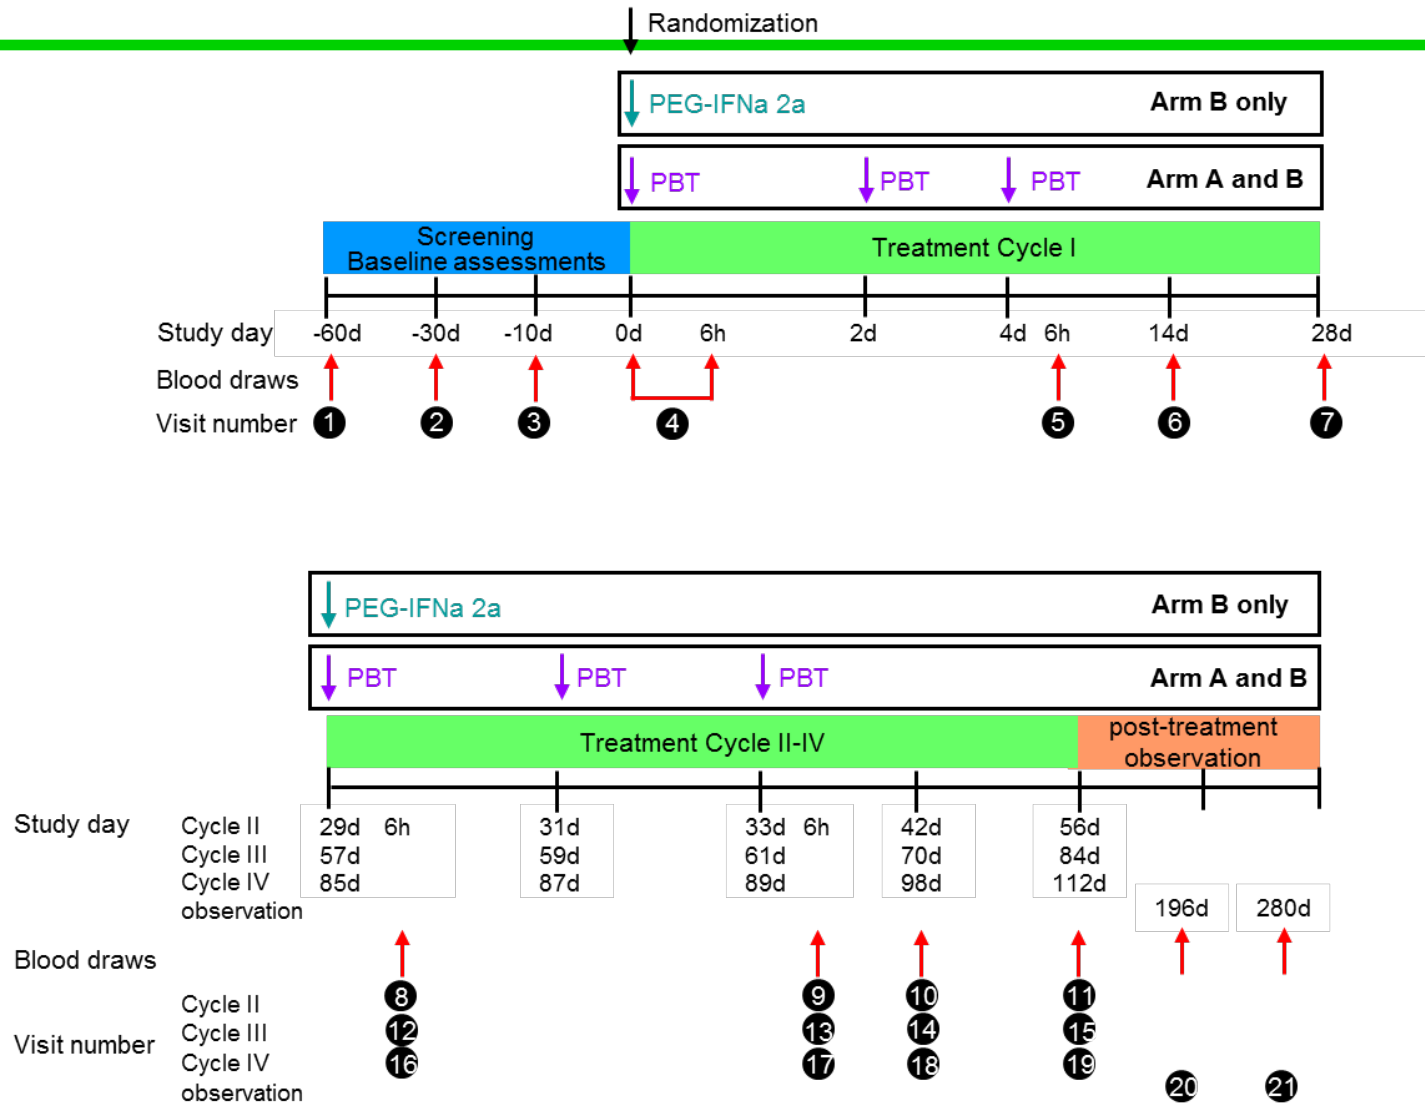 Randomization
PEG-IFNa 2a Arm B only
PBT PBT PBT Arm A and B
Screening
Baseline assessments
Treatment Cycle I
Study day -60d -30d -10d 0d 6h 2d 4d 6h 14d 28d
Blood draws
Visit number 1 2 3 4 5 6 7
PEG-IFNa 2a Arm B only
PBT PBT PBT Arm A and B
Treatment Cycle II-IV
post-treatment
observation
Study day Cycle II 29d 6h 31d 33d 6h 42d 56d
Cycle III 57d 59d 61d 70d 84d
Cycle IV 85d 87d 89d 98d 112d
observation 196d 280d
Blood draws
Visit number
Cycle II 8 9 10 11
Cycle III 12 13 14 15
Cycle IV 16 17 18 19
observation 20 21